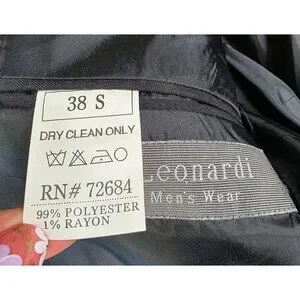 38 S
DRY CLEAN ONLY
RN# 72684
99% POLYESTER
1% RAYON
Leonardi
Men's Wear